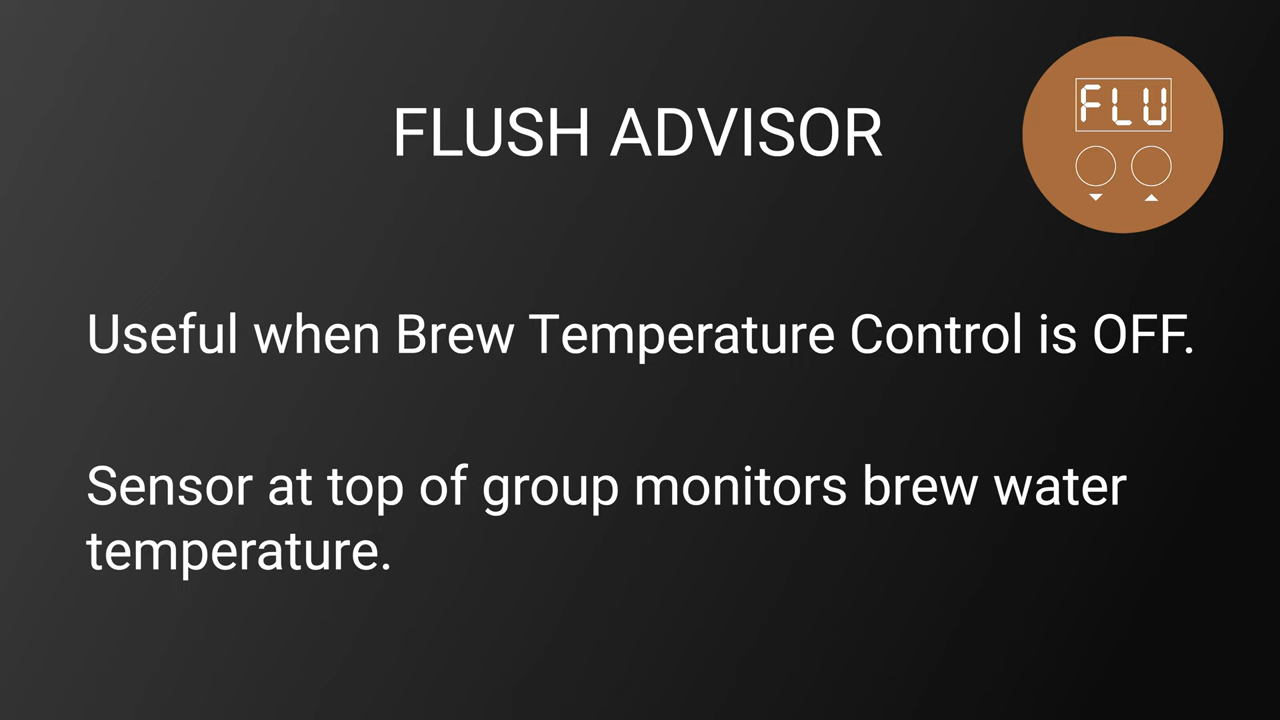 FLUSH ADVISOR
FLU
Useful when Brew Temperature Control is OFF.
Sensor at top of group monitors brew water
temperature.